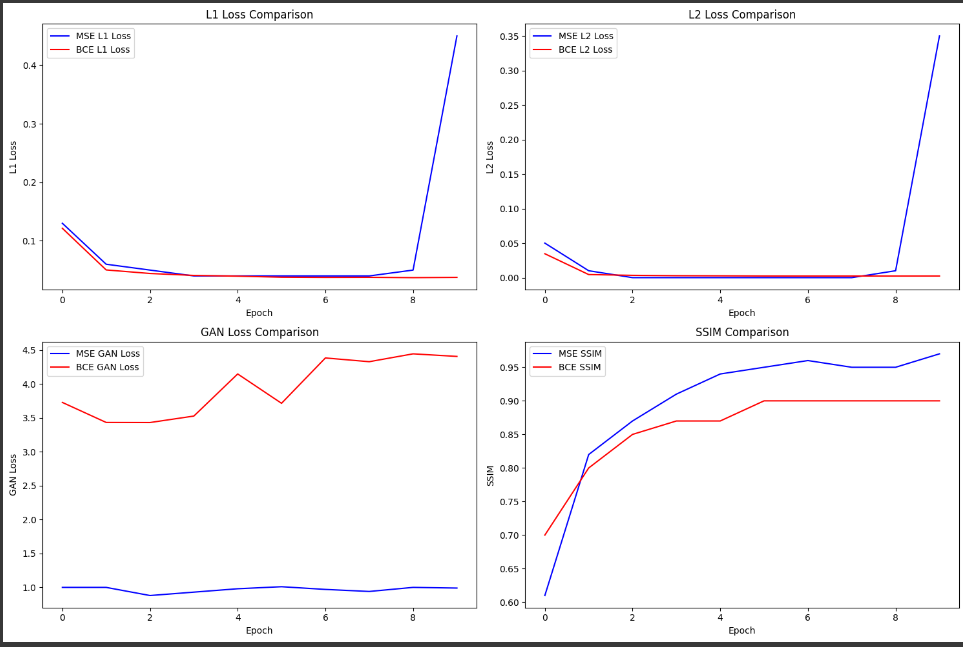 L1 Loss Comparison
MSE L1 Loss
BCE L1 Loss
0.4
0.3
0.2
0.1
L1 Loss
0 2 4 6 8
Epoch
L2 Loss Comparison
MSE L2 Loss
BCE L2 Loss
0.35
0.30
0.25
0.20
0.15
0.10
0.05
0.00
L2 Loss
0 2 4 6 8
Epoch
GAN Loss Comparison
MSE GAN Loss
BCE GAN Loss
4.5
4.0
3.5
3.0
2.5
2.0
1.5
1.0
GAN Loss
0 2 4 6 8
Epoch
SSIM Comparison
MSE SSIM
BCE SSIM
0.95
0.90
0.85
0.80
0.75
0.70
0.65
0.60
SSIM
0 2 4 6 8
Epoch